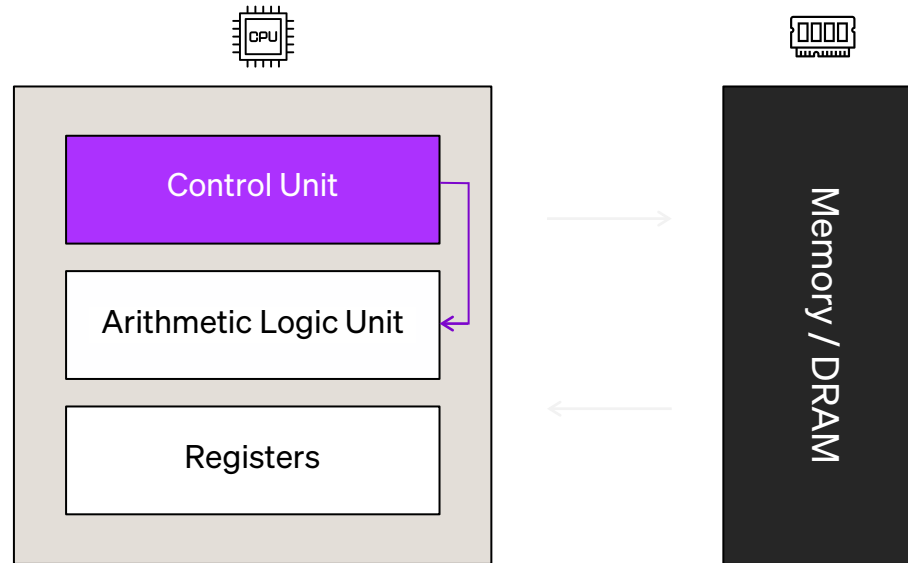 CPU
Control Unit
Arithmetic Logic Unit
Registers
Memory / DRAM